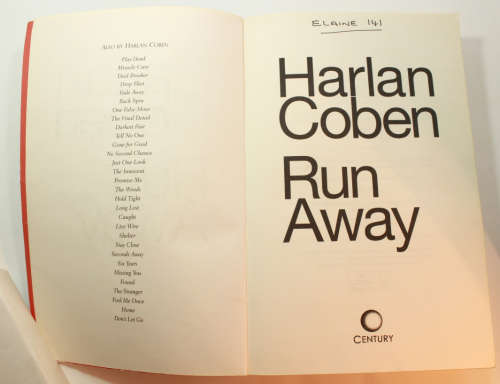 ALSO BY HARLAN COBEN
Play Dead
Miracle Cure
Deal Breaker
Drop Shot
Fade Away
Back Spin
One False Move
The Final Detail
Darkest Fear
Tell No One
Gone for Good
No Second Chance
Just One Look
The Innocent
Promise Me
The Woods
Hold Tight
Long Lost
Caught
Live Wire
Shelter
Stay Close
Seconds Away
Six Years
Missing You
Found
The Stranger
Fool Me Once
Home
Don't Let Go
ELAINE 141
Harlan
Coben
Run
Away
CENTURY